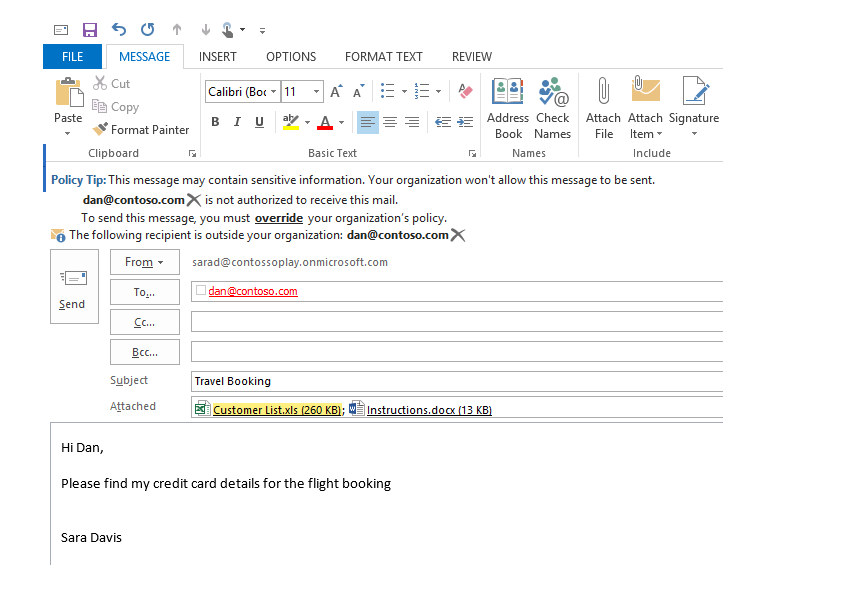 FILE MESSAGE INSERT OPTIONS FORMAT TEXT REVIEW
Paste
Cut
Copy
Format Painter
Clipboard
Calibri (Boc 11 A A
B I U ab A
Basic Text
Address Book
Check Names
Names
Attach File
Attach Item
Signature
Include
Policy Tip: This message may contain sensitive information. Your organization won't allow this message to be sent.
dan@contoso.com is not authorized to receive this mail.
To send this message, you must override your organization's policy.
The following recipient is outside your organization: dan@contoso.com
Send
From sarad@contossoplay.onmicrosoft.com
To... dan@contoso.com
Cc...
Bcc...
Subject Travel Booking
Attached Customer List.xls (260 KB); Instructions.docx (13 KB)
Hi Dan,
Please find my credit card details for the flight booking
Sara Davis